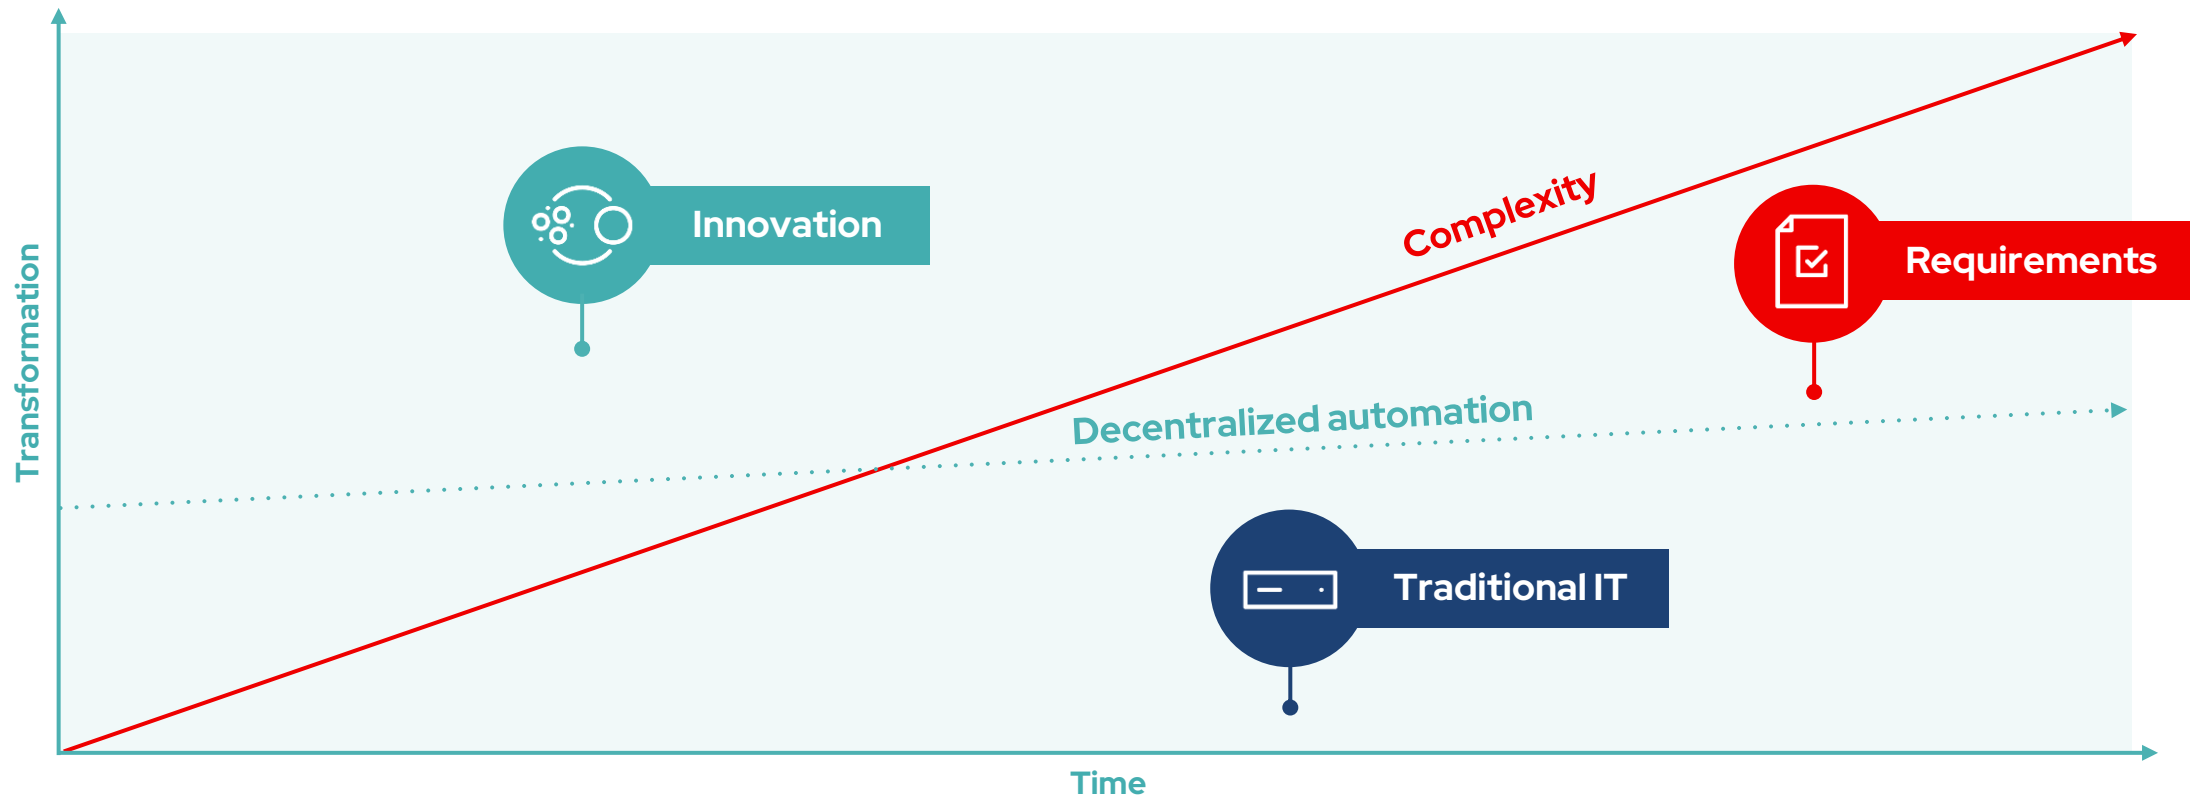 Innovation
Complexity
Requirements
Transformation
Decentralized automation
Traditional IT
Time